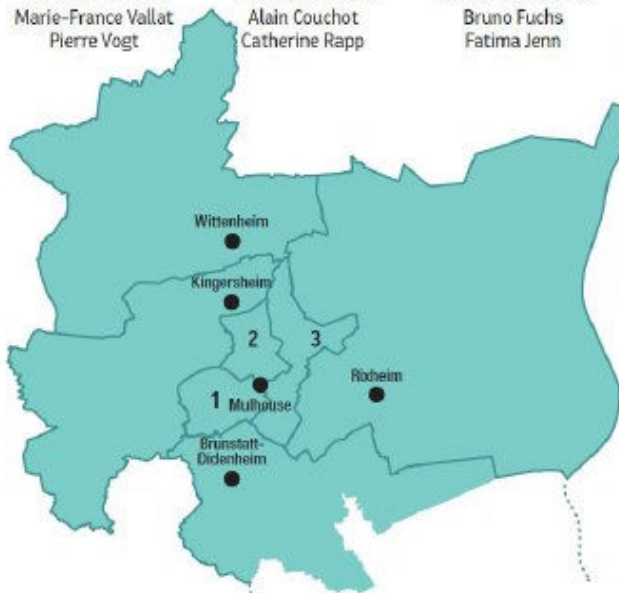 Marie-France Vallat
Pierre Vogt
Alain Couchot
Catherine Rapp
Bruno Fuchs
Fatima Jenn
Wittenheim
Kingersheim
2
3
Rixheim
1
Mulhouse
Brunstatt-
Didenheim